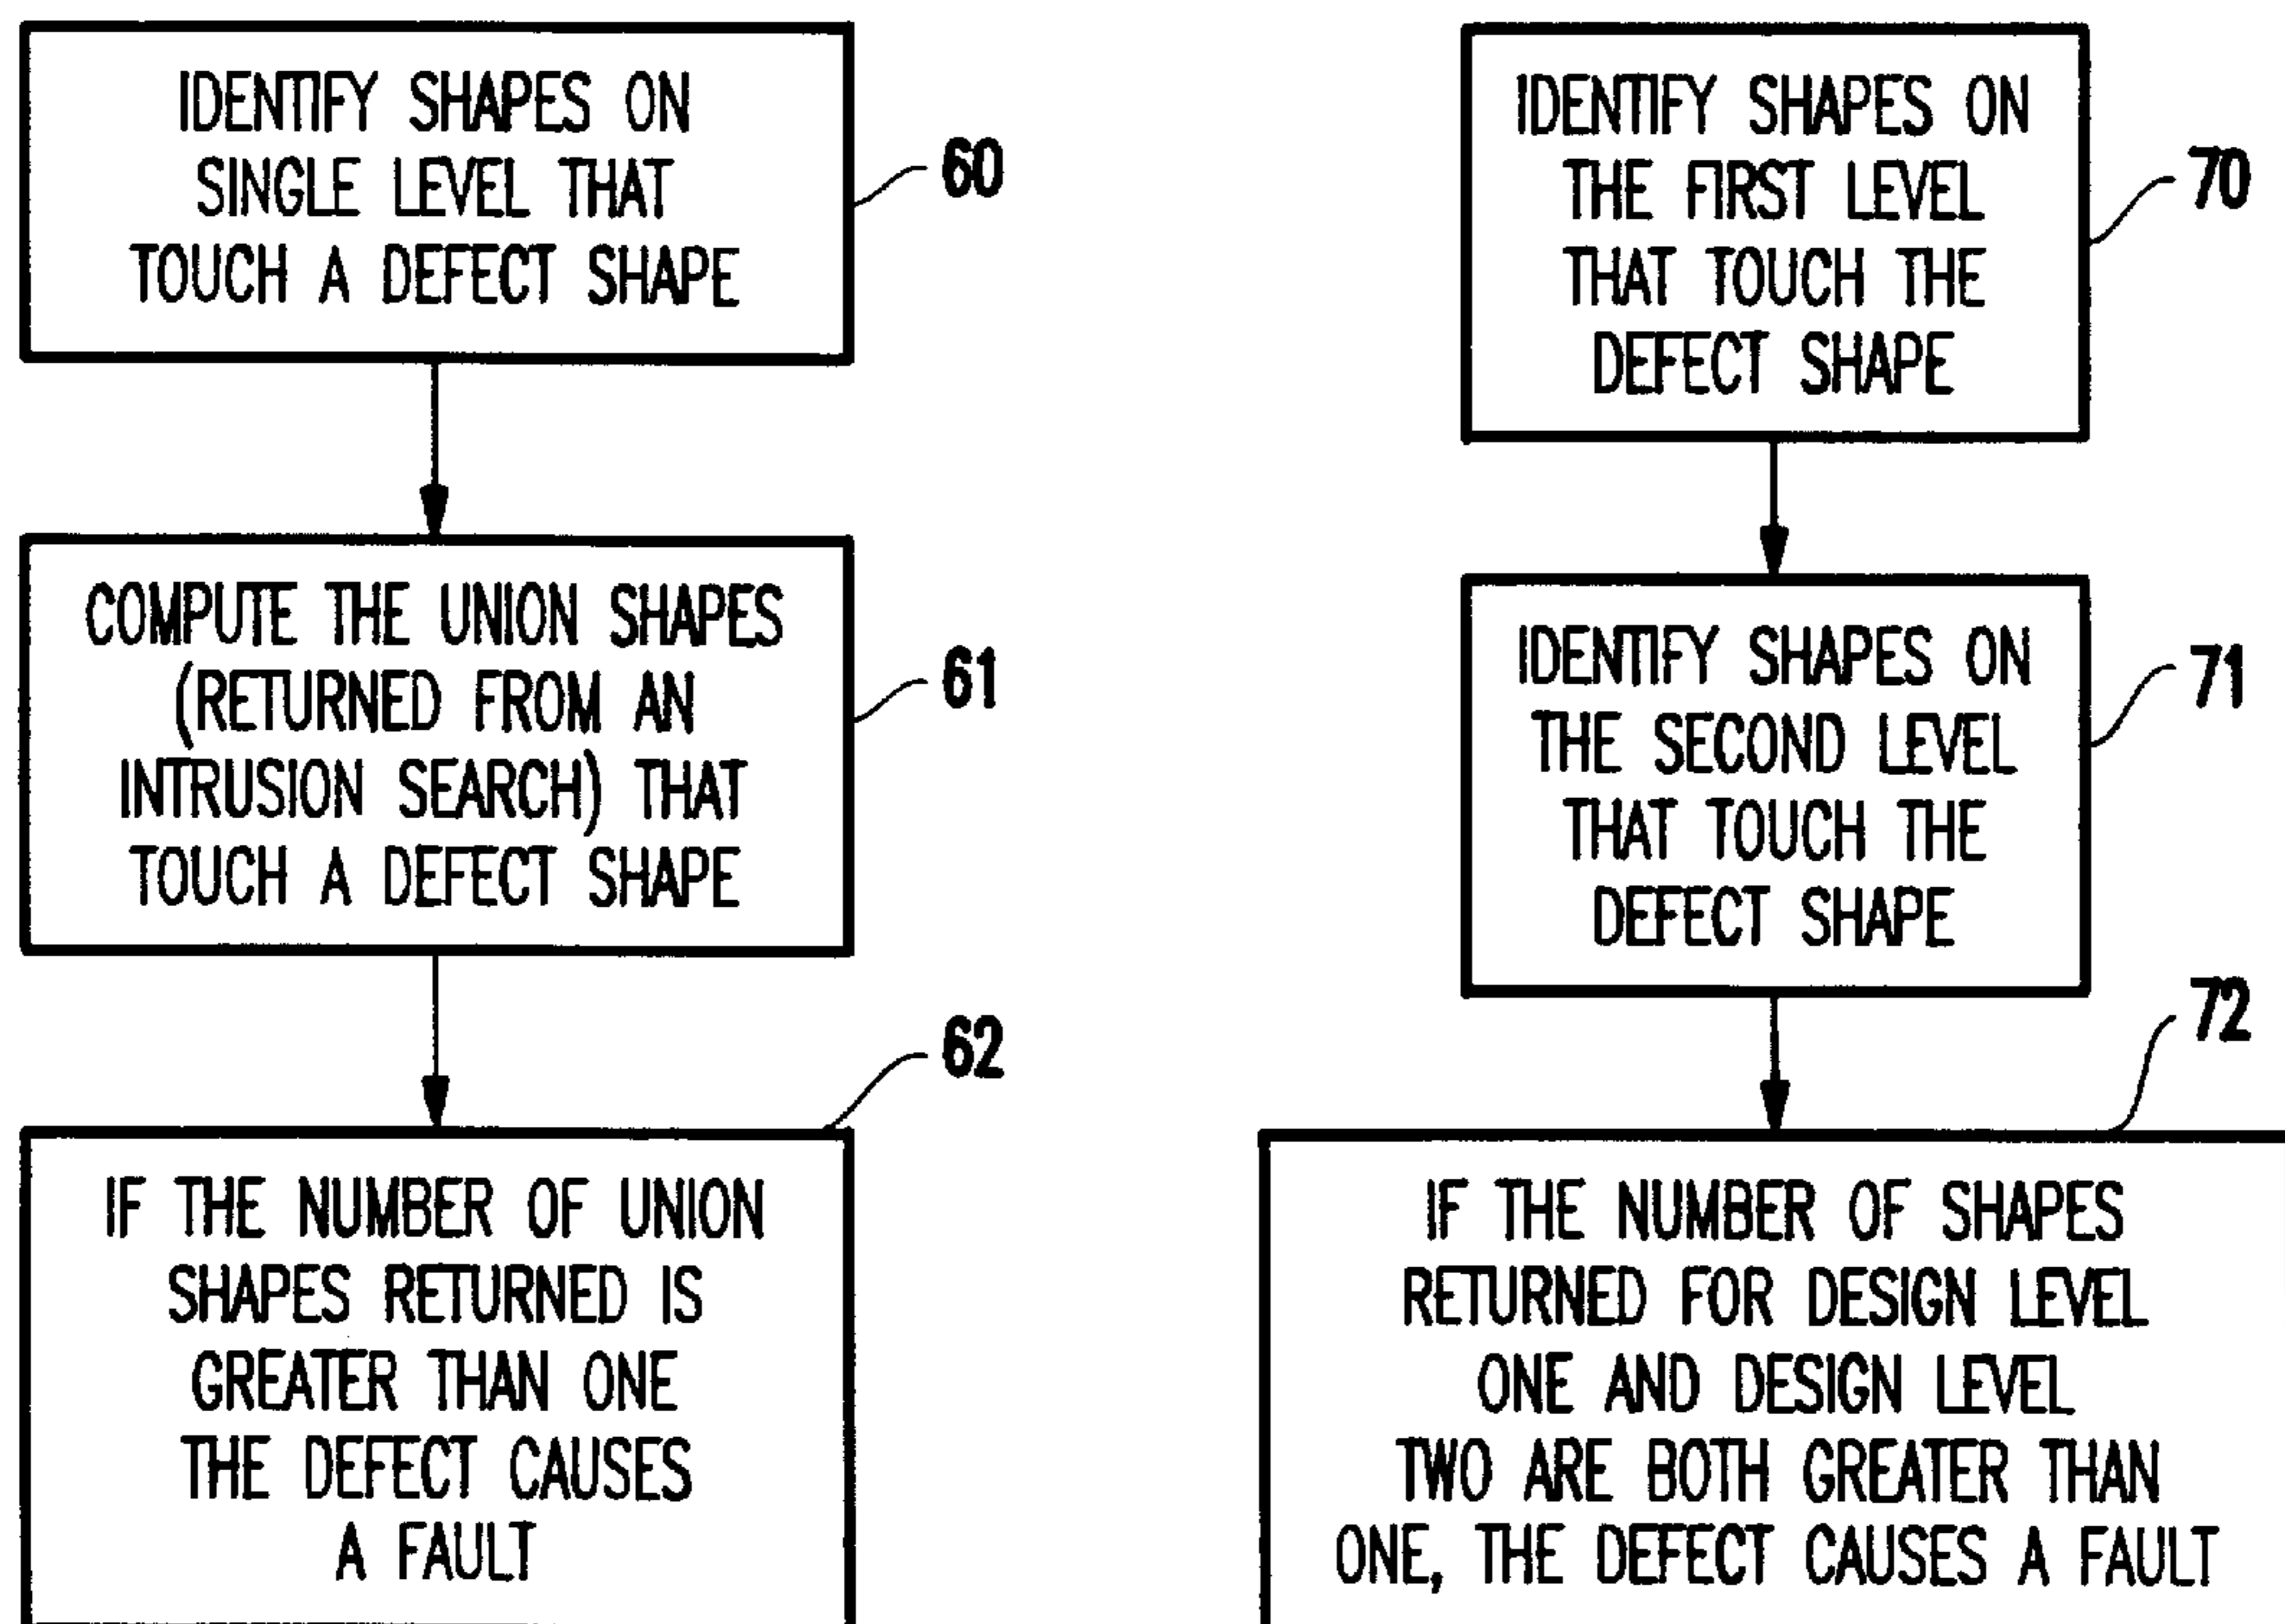 IDENTIFY SHAPES ON
SINGLE LEVEL THAT
TOUCH A DEFECT SHAPE
60
COMPUTE THE UNION SHAPES
(RETURNED FROM AN
INTRUSION SEARCH) THAT
TOUCH A DEFECT SHAPE
61
62
IF THE NUMBER OF UNION
SHAPES RETURNED IS
GREATER THAN ONE
THE DEFECT CAUSES
A FAULT
IDENTIFY SHAPES ON
THE FIRST LEVEL
THAT TOUCH THE
DEFECT SHAPE
70
IDENTIFY SHAPES ON
THE SECOND LEVEL
THAT TOUCH THE
DEFECT SHAPE
71
72
IF THE NUMBER OF SHAPES
RETURNED FOR DESIGN LEVEL
ONE AND DESIGN LEVEL
TWO ARE BOTH GREATER THAN
ONE, THE DEFECT CAUSES A FAULT